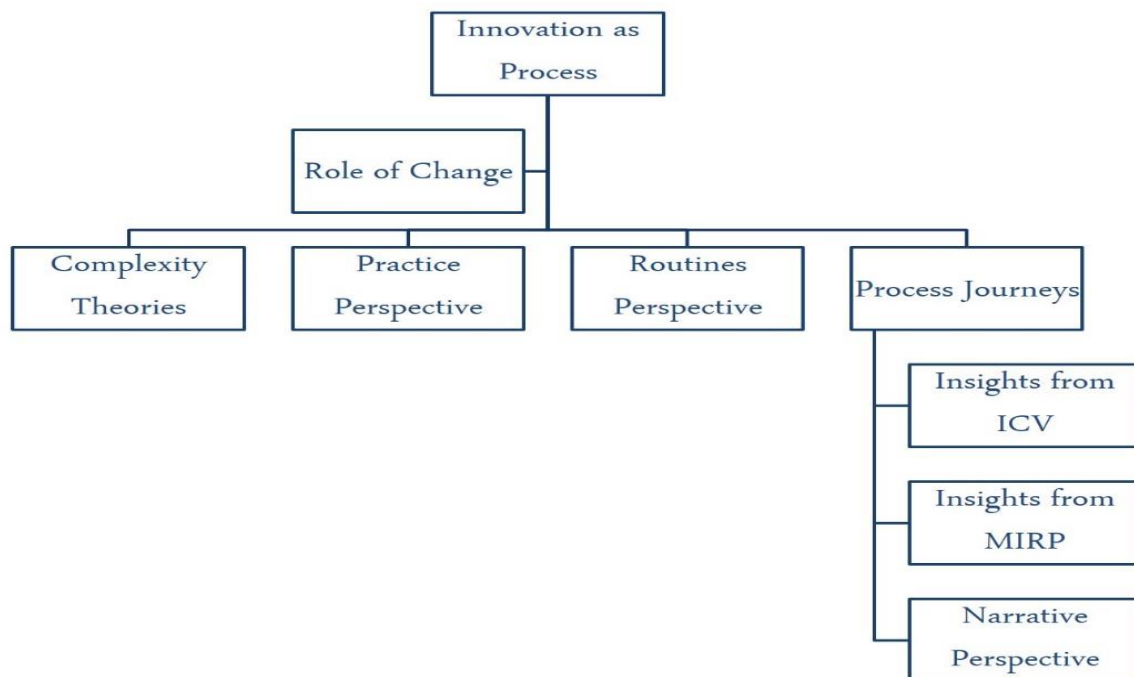 Innovation as
Process
Role of Change
Complexity
Theories
Practice
Perspective
Routines
Perspective
Process Journeys
Insights from
ICV
Insights from
MIRP
Narrative
Perspective